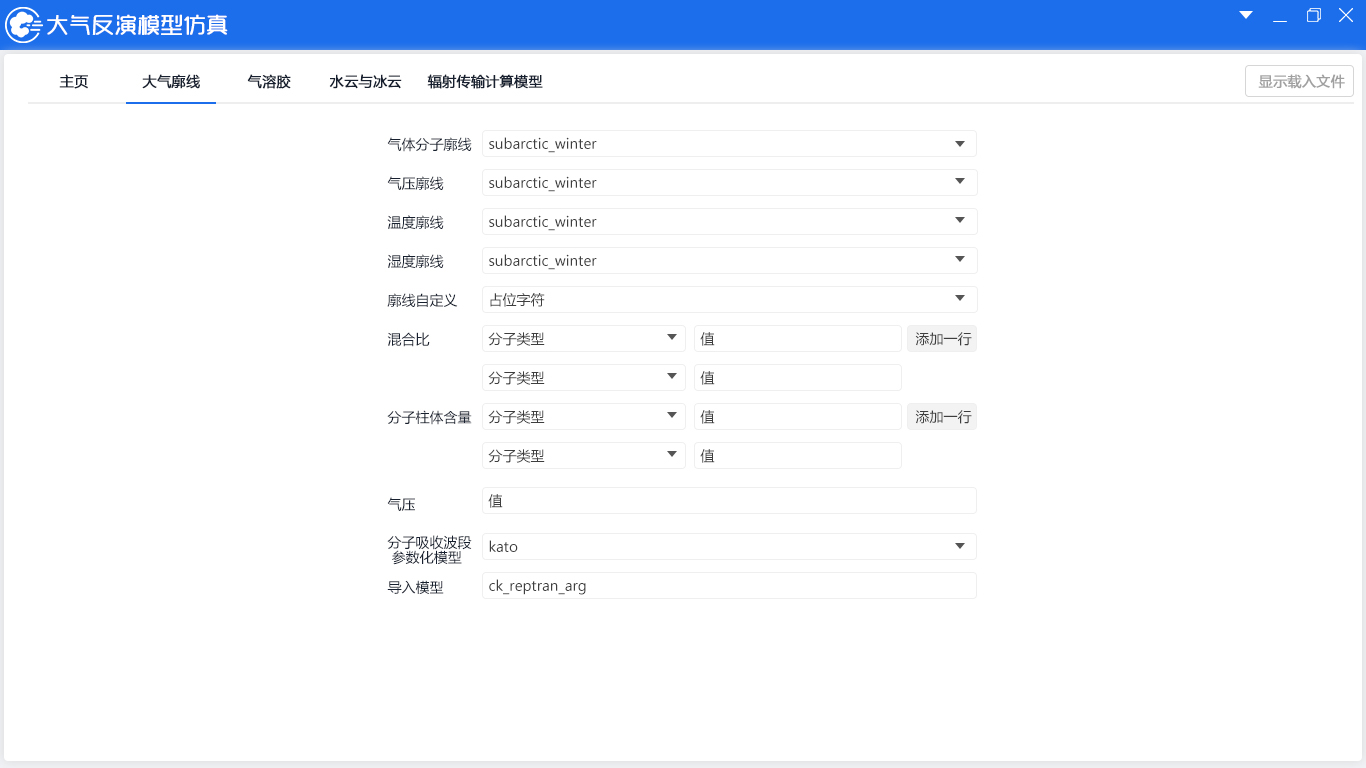 大气反演模型仿真
主页 大气廓线 气溶胶 水云与冰云 辐射传输计算模型 显示载入文件
气体分子廓线 subarctic_winter
气压廓线 subarctic_winter
温度廓线 subarctic_winter
湿度廓线 subarctic_winter
廓线自定义 占位字符
混合比 分子类型 值 添加一行
分子类型 值
分子柱体含量 分子类型 值 添加一行
分子类型 值
气压 值
分子吸收波段
参数化模型 kato
导入模型 ck_reptran_arg